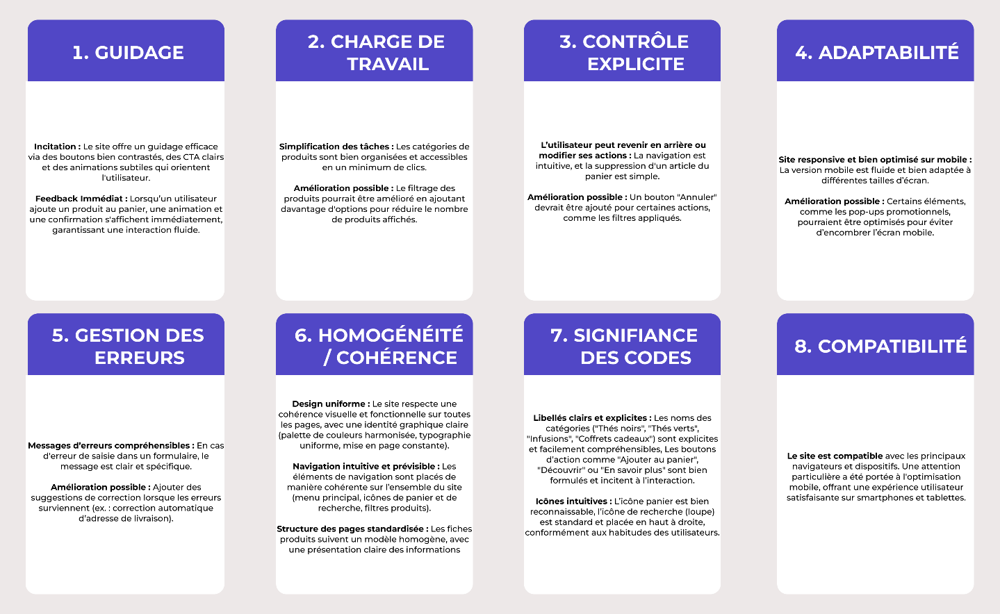 1. GUIDAGE
Incitation : Le site offre un guidage efficace
via des boutons bien contrastés, des CTA clairs
et des animations subtiles qui orientent
l'utilisateur.
Feedback Immédiat : Lorsqu’un utilisateur
ajoute un produit au panier, une animation et
une confirmation s'affichent immédiatement,
garantissant une interaction fluide.
2. CHARGE DE
TRAVAIL
Simplification des tâches : Les catégories de
produits sont bien organisées et accessibles
en un minimum de clics.
Amélioration possible : Le filtrage des
produits pourrait être amélioré en ajoutant
davantage d'options pour réduire le nombre
de produits affichés.
3. CONTRÔLE
EXPLICITE
L’utilisateur peut revenir en arrière ou
modifier ses actions : La navigation est
intuitive, et la suppression d'un article du
panier est simple.
Amélioration possible : Un bouton "Annuler"
devrait être ajouté pour certaines actions,
comme les filtres appliqués.
4. ADAPTABILITÉ
Site responsive et bien optimisé sur mobile :
La version mobile est fluide et bien adaptée à
différentes tailles d’écran.
Amélioration possible : Certains éléments,
comme les pop-ups promotionnels,
pourraient être optimisés pour éviter
d’encombrer l’écran mobile.
5. GESTION DES
ERREURS
Messages d’erreurs compréhensibles : En cas
d'erreur de saisie dans un formulaire, le
message est clair et spécifique.
Amélioration possible : Ajouter des
suggestions de correction lorsque les erreurs
surviennent (ex. : correction automatique
d’adresse de livraison).
6. HOMOGÉNÉITÉ
/ COHÉRENCE
Design uniforme : Le site respecte une
cohérence visuelle et fonctionnelle sur toutes
les pages, avec une identité graphique claire
(palette de couleurs harmonisée, typographie
uniforme, mise en page constante).
Navigation intuitive et prévisible : Les
éléments de navigation sont placés de
manière cohérente sur l’ensemble du site
(menu principal, icônes de panier et de
recherche, filtres produits).
Structure des pages standardisée : Les fiches
produits suivent un modèle homogène, avec
une présentation claire des informations
7. SIGNIFIANCE
DES CODES
Libellés clairs et explicites : Les noms des
catégories ("Thés noirs", "Thés verts",
"Infusions", "Coffrets cadeaux") sont explicites
et facilement compréhensibles, Les boutons
d’action comme "Ajouter au panier",
"Découvrir" ou "En savoir plus" sont bien
formulés et incitent à l’interaction.
Icônes intuitives : L’icône panier est bien
reconnaissable, l’icône de recherche (loupe)
est standard et placée en haut à droite,
conformément aux habitudes des utilisateurs.
8. COMPATIBILITÉ
Le site est compatible avec les principaux
navigateurs et dispositifs. Une attention
particulière a été portée à l'optimisation
mobile, offrant une expérience utilisateur
satisfaisante sur smartphones et tablettes.